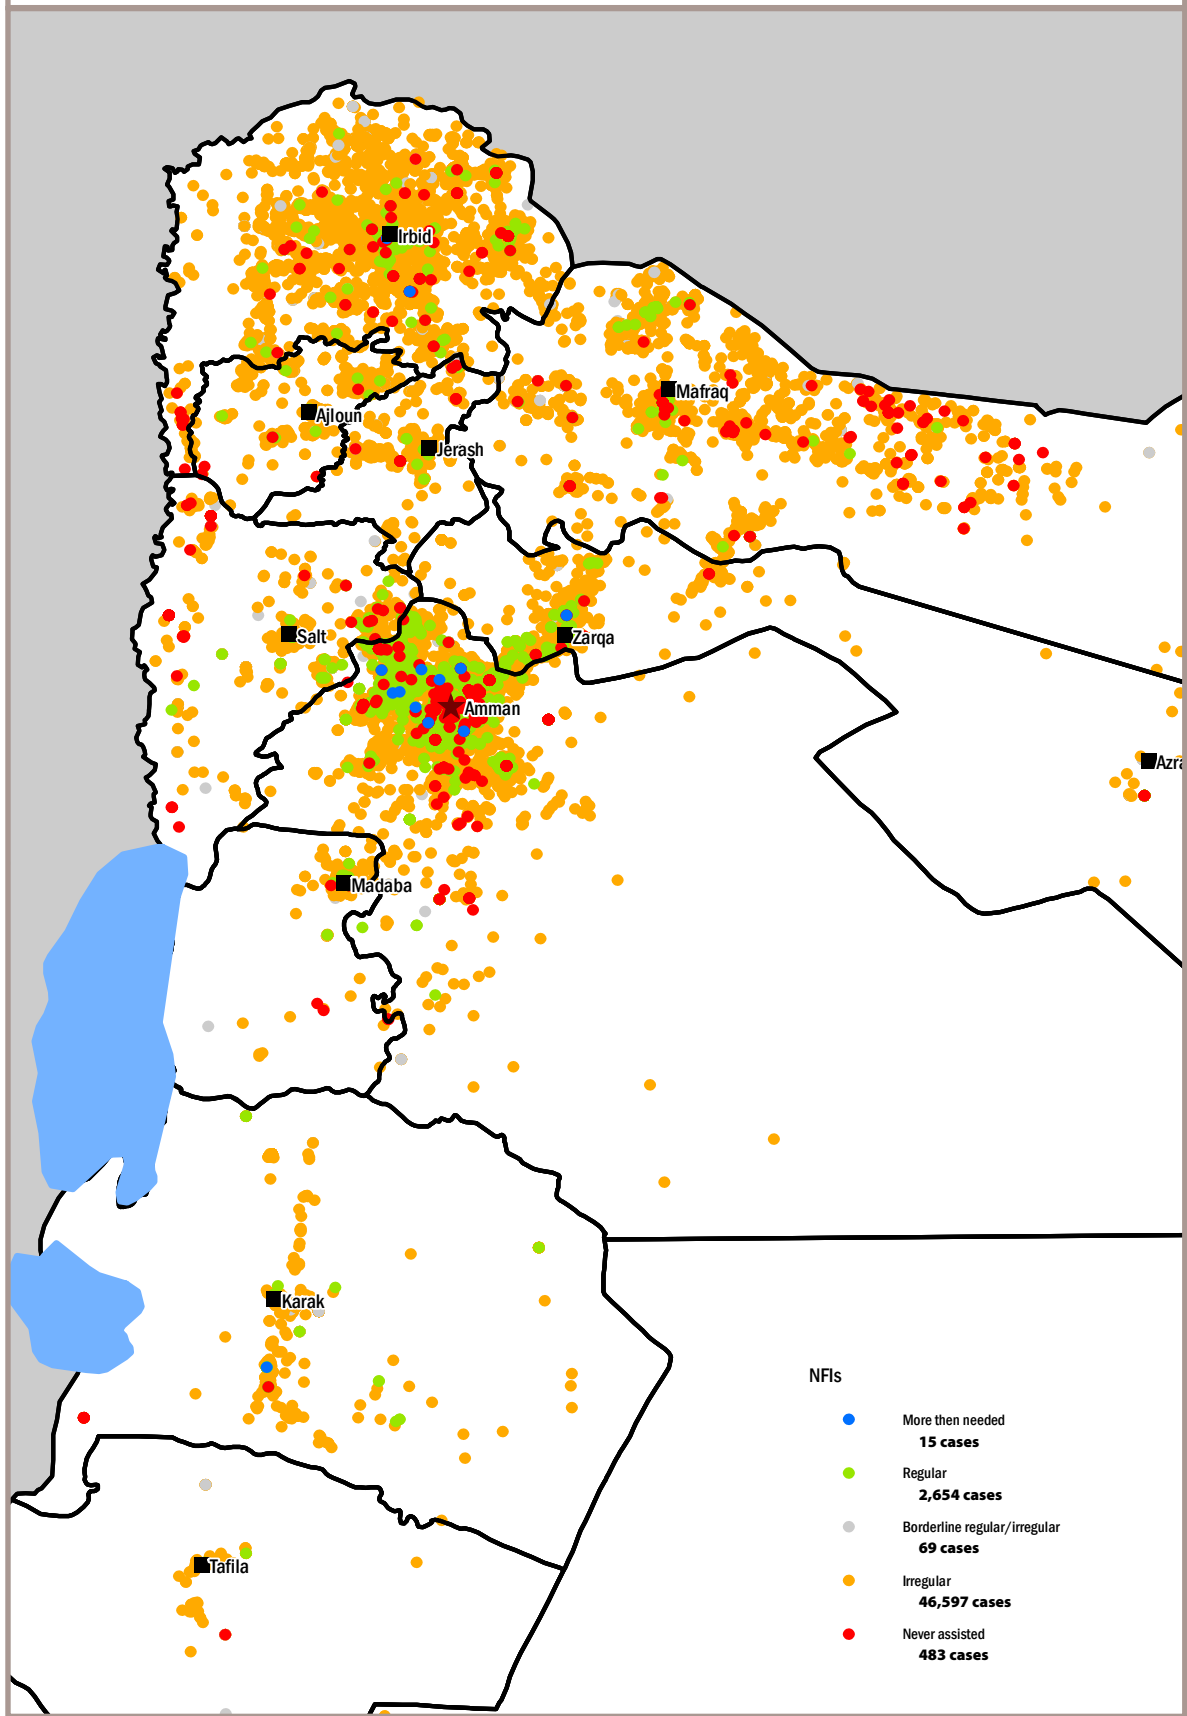 Irbid
Mafraq
Ajloun
Jerash
Salt
Zarqa
Amman
Azra
Madaba
Karak
Tafila
NFIs
More then needed
15 cases
Regular
2,654 cases
Borderline regular/irregular
69 cases
Irregular
46,597 cases
Never assisted
483 cases